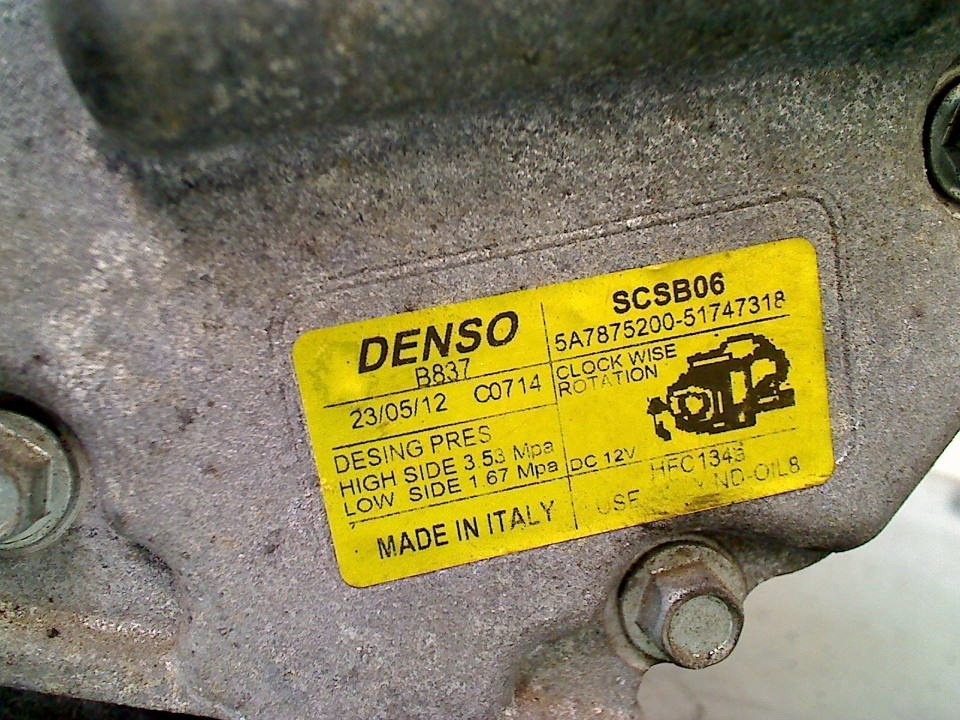 DENSO
B837
23/05/12 C0714
DESING PRES
HIGH SIDE 3.53 Mpa
LOW SIDE 1.67 Mpa
MADE IN ITALY
SCSB06
5A7875200-51747318
CLOCK WISE
ROTATION
DC 12V
HFC134a
USE ND-OIL8